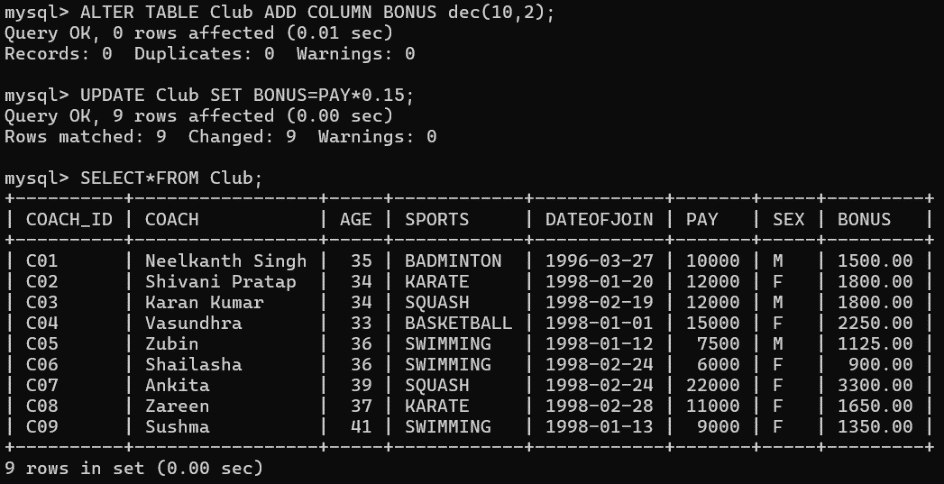 mysql> ALTER TABLE Club ADD COLUMN BONUS dec(10,2);
Query OK, 0 rows affected (0.01 sec)
Records: 0  Duplicates: 0  Warnings: 0
mysql> UPDATE Club SET BONUS=PAY*0.15;
Query OK, 9 rows affected (0.00 sec)
Rows matched: 9  Changed: 9  Warnings: 0
mysql> SELECT*FROM Club;
+----------+------------------+-----+------------+------------+-------+-----+---------+
| COACH_ID | COACH            | AGE | SPORTS     | DATEOFJOIN | PAY   | SEX | BONUS   |
+----------+------------------+-----+------------+------------+-------+-----+---------+
| C01      | Neelkanth Singh |  35 | BADMINTON  | 1996-03-27 | 10000 | M   | 1500.00 |
| C02      | Shivani Pratap   |  34 | KARATE     | 1998-01-20 | 12000 | F   | 1800.00 |
| C03      | Karan Kumar      |  34 | SQUASH     | 1998-02-19 | 12000 | M   | 1800.00 |
| C04      | Vasundhra        |  33 | BASKETBALL | 1998-01-01 | 15000 | F   | 2250.00 |
| C05      | Zubin            |  36 | SWIMMING   | 1998-01-12 |  7500 | M   | 1125.00 |
| C06      | Shailasha        |  36 | SWIMMING   | 1998-02-24 |  6000 | F   |  900.00 |
| C07      | Ankita           |  39 | SQUASH     | 1998-02-24 | 22000 | F   | 3300.00 |
| C08      | Zareen           |  37 | KARATE     | 1998-02-28 | 11000 | F   | 1650.00 |
| C09      | Sushma           |  41 | SWIMMING   | 1998-01-13 |  9000 | F   | 1350.00 |
+----------+------------------+-----+------------+------------+-------+-----+---------+
9 rows in set (0.00 sec)